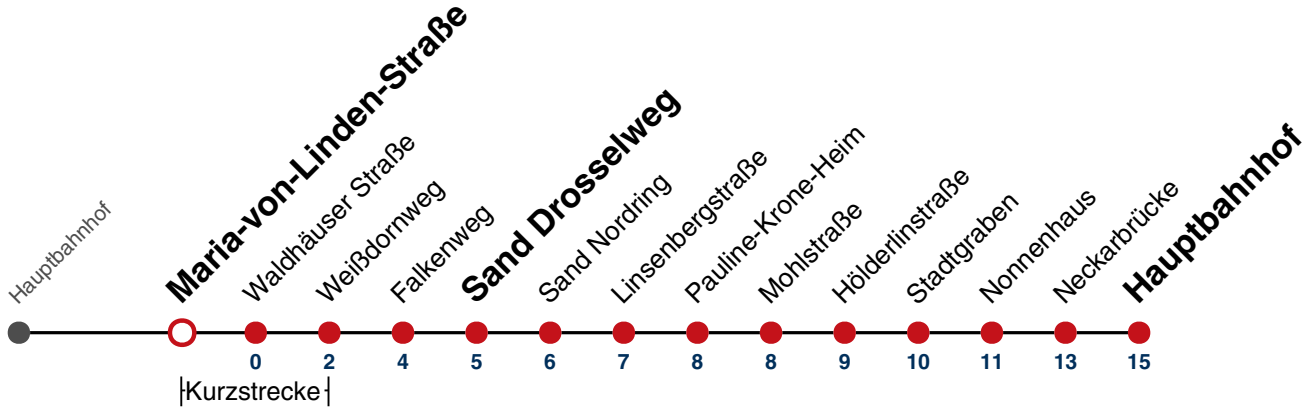 Hauptbahnhof
Maria-von-Linden-Straße
Waldhäuser Straße
Weißdornweg
Falkenweg
Sand Drosselweg
Sand Nordring
Linsenbergstraße
Pauline-Krone-Heim
Mohlstraße
Hölderlinstraße
Stadtgraben
Nonnenhaus
Neckarbrücke
Hauptbahnhof
0 2 4 5 6 7 8 8 9 10 11 13 15
Kurzstrecke